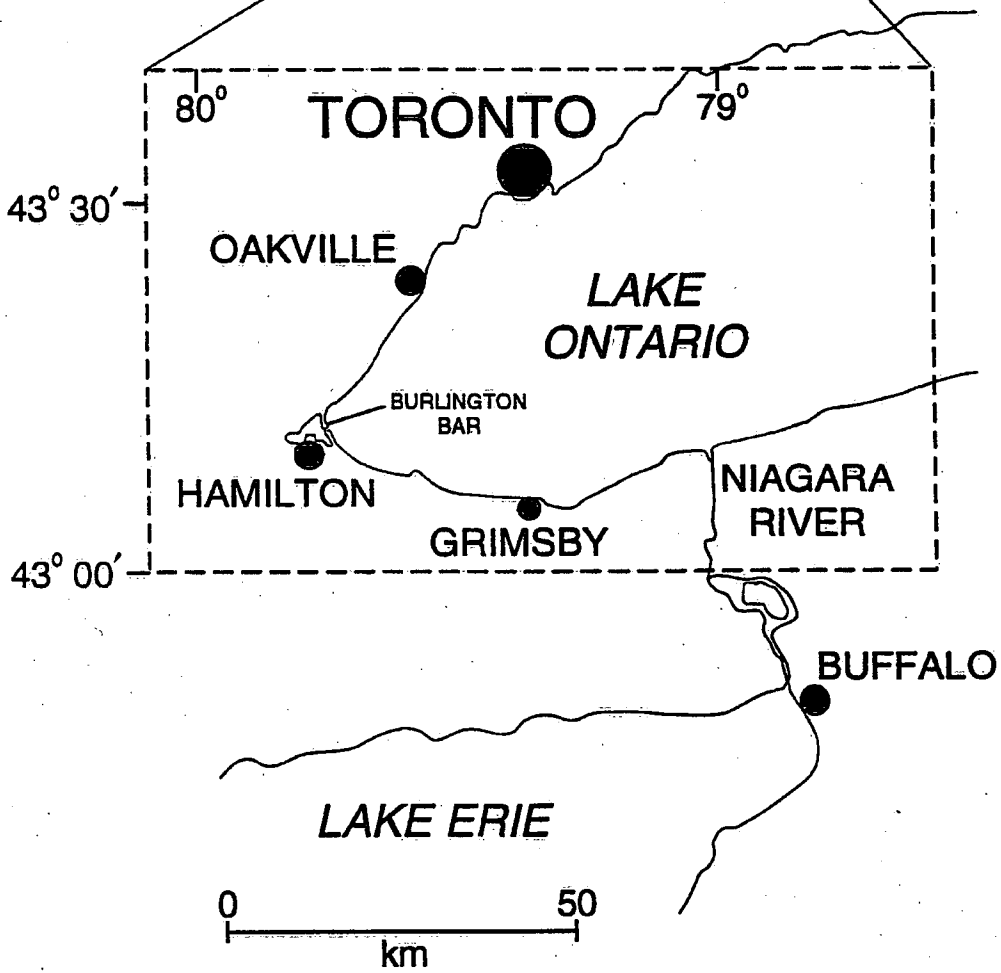 80° 79°
TORONTO
43° 30′
OAKVILLE
LAKE
ONTARIO
BURLINGTON
BAR
HAMILTON
NIAGARA
RIVER
GRIMSBY
43° 00′
BUFFALO
LAKE ERIE
0 50
km